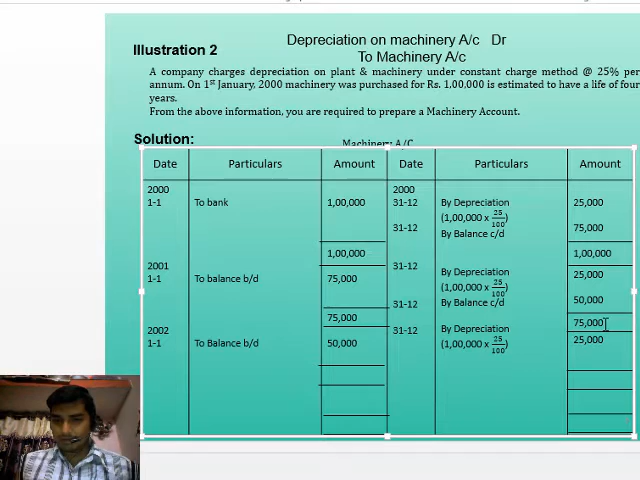 Depreciation on machinery A/c Dr
Illustration 2
To Machinery A/c
A company charges depreciation on plant & machinery under constant charge method @ 25% per
annum. On 1st January, 2000 machinery was purchased for Rs. 1,00,000 is estimated to have a life of four
years.
From the above information, you are required to prepare a Machinery Account.
Solution:
Machinery A/C
Date Particulars Amount Date Particulars Amount
2000 2000
1-1 To bank 1,00,000 31-12 By Depreciation 25,000
(1,00,000 x 25/100)
31-12 By Balance c/d 75,000
1,00,000 1,00,000
2001 31-12
1-1 To balance b/d 75,000 By Depreciation 25,000
(1,00,000 x 25/100)
31-12 By Balance c/d 50,000
75,000 75,000
2002 31-12 By Depreciation 25,000
1-1 To Balance b/d 50,000 (1,00,000 x 25/100)